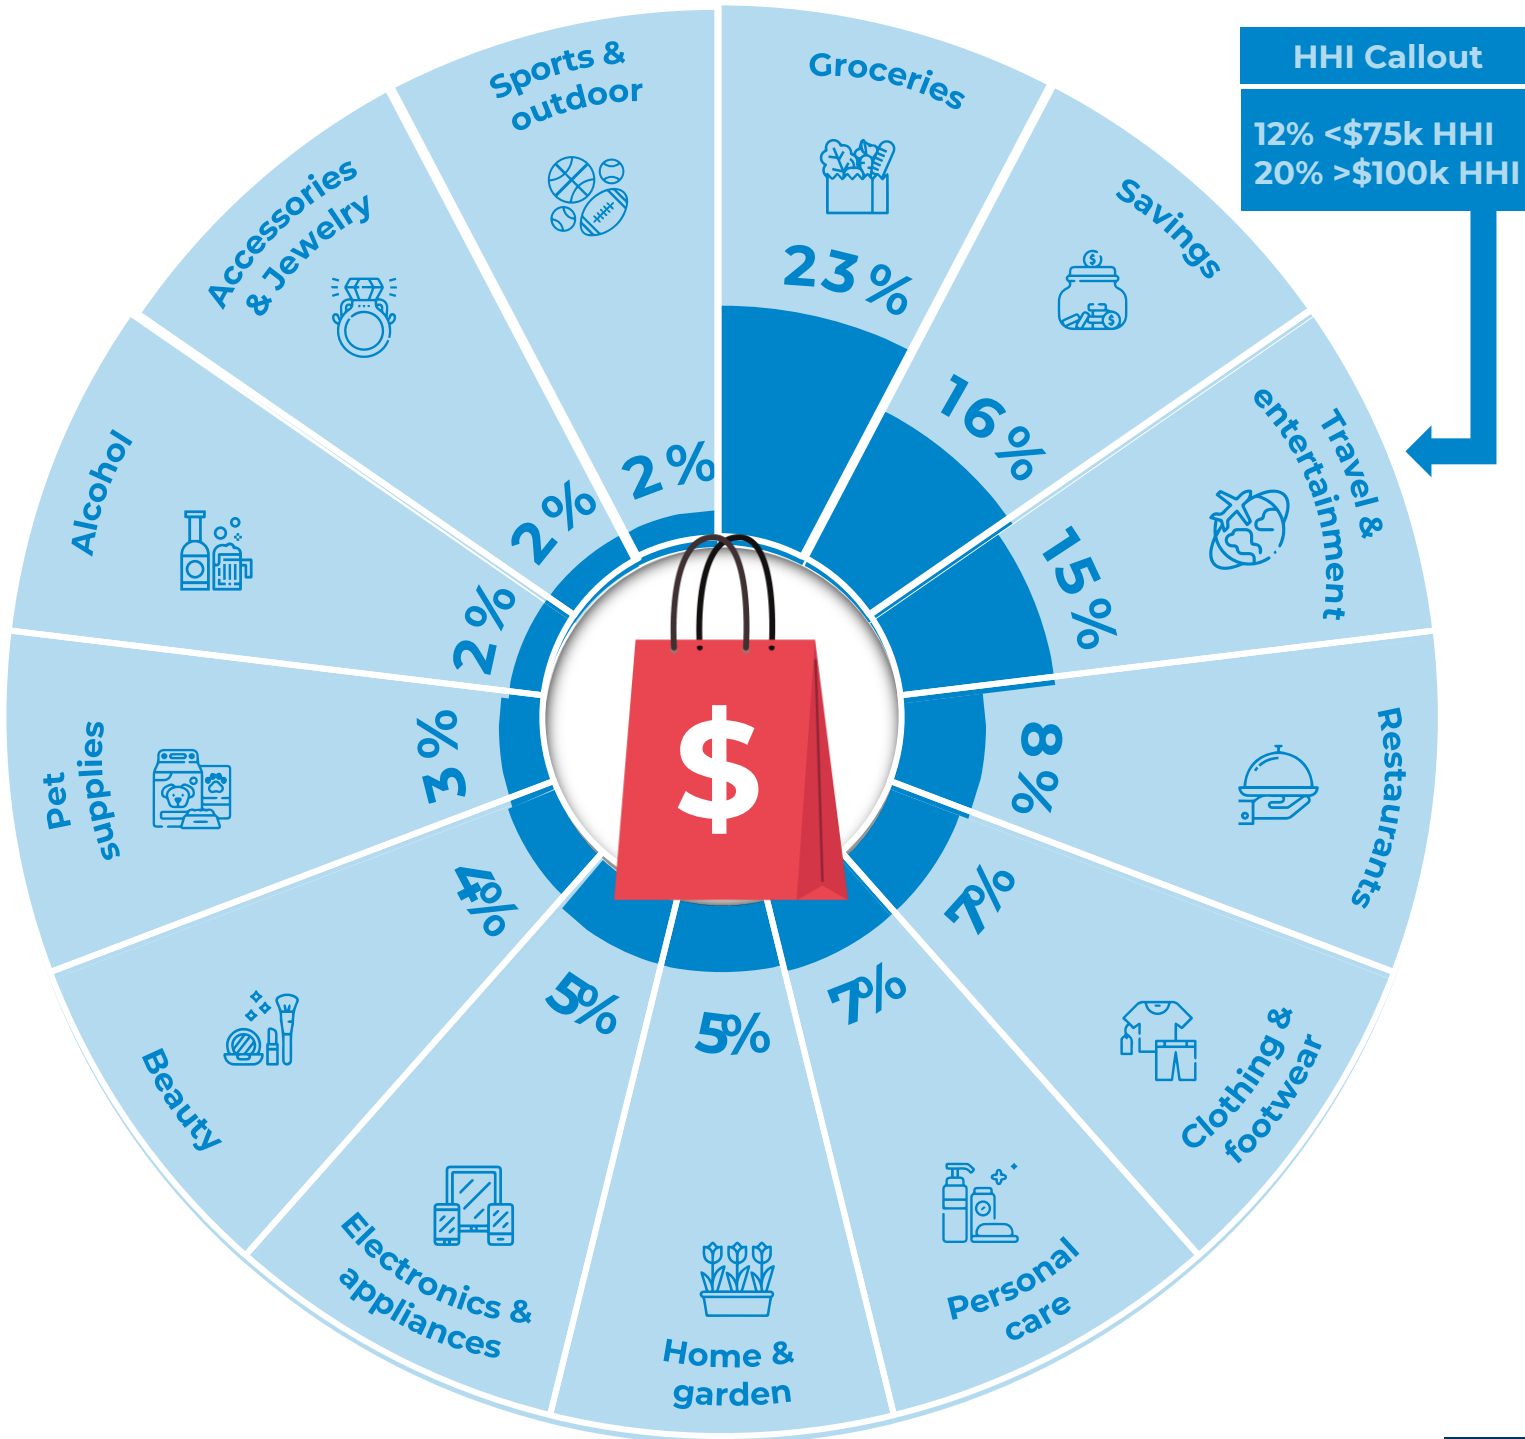 HHI Callout
12% <$75k HHI
20% >$100k HHI
Groceries
23%
Savings
16%
Travel &
entertainment
15%
Restaurants
8%
Clothing &
footwear
7%
Personal
care
7%
Home &
garden
5%
Electronics &
appliances
5%
Beauty
4%
Pet
supplies
3%
Alcohol
2%
Accessories
& Jewelry
2%
Sports &
outdoor
2%
$